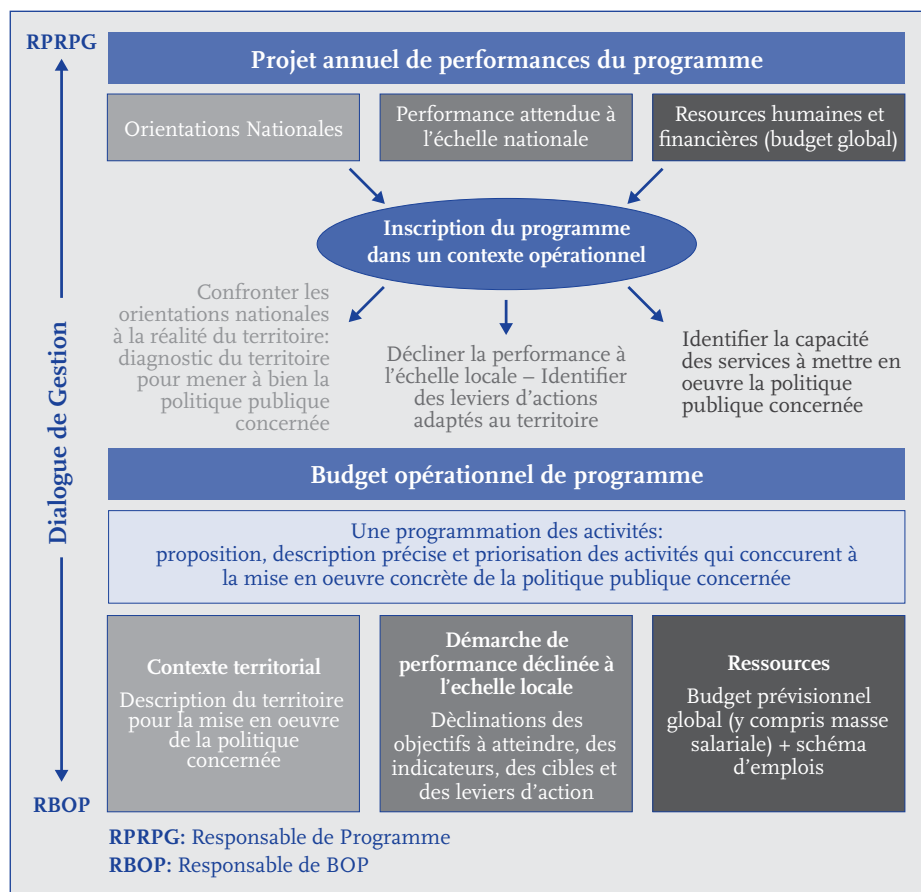 RPRPG
Projet annuel de performances du programme
Orientations Nationales
Performance attendue à
l'échelle nationale
Resources humaines et
financières (budget global)
Inscription du programme
dans un contexte opérationnel
Confronter les
orientations nationales
à la réalité du territoire:
diagnostic du territoire
pour mener à bien la
politique publique
concernée
Décliner la performance à
l'échelle locale – Identifier
des leviers d'actions
adaptés au territoire
Identifier la capacité
des services à mettre en
oeuvre la politique
publique concernée
Dialogue de Gestion
Budget opérationnel de programme
Une programmation des activités:
proposition, description précise et priorisation des activités qui conccurent à
la mise en oeuvre concrète de la politique publique concernée
Contexte territorial
Description du territoire
pour la mise en oeuvre
de la politique
concernée
Démarche de
performance déclinée à
l'echelle locale
Dèclinations des
objectifs à atteindre, des
indicateurs, des cibles et
des leviers d'action
Ressources
Budget prévisionnel
global (y compris masse
salariale) + schéma
d'emplois
RBOP
RPRPG: Responsable de Programme
RBOP: Responsable de BOP